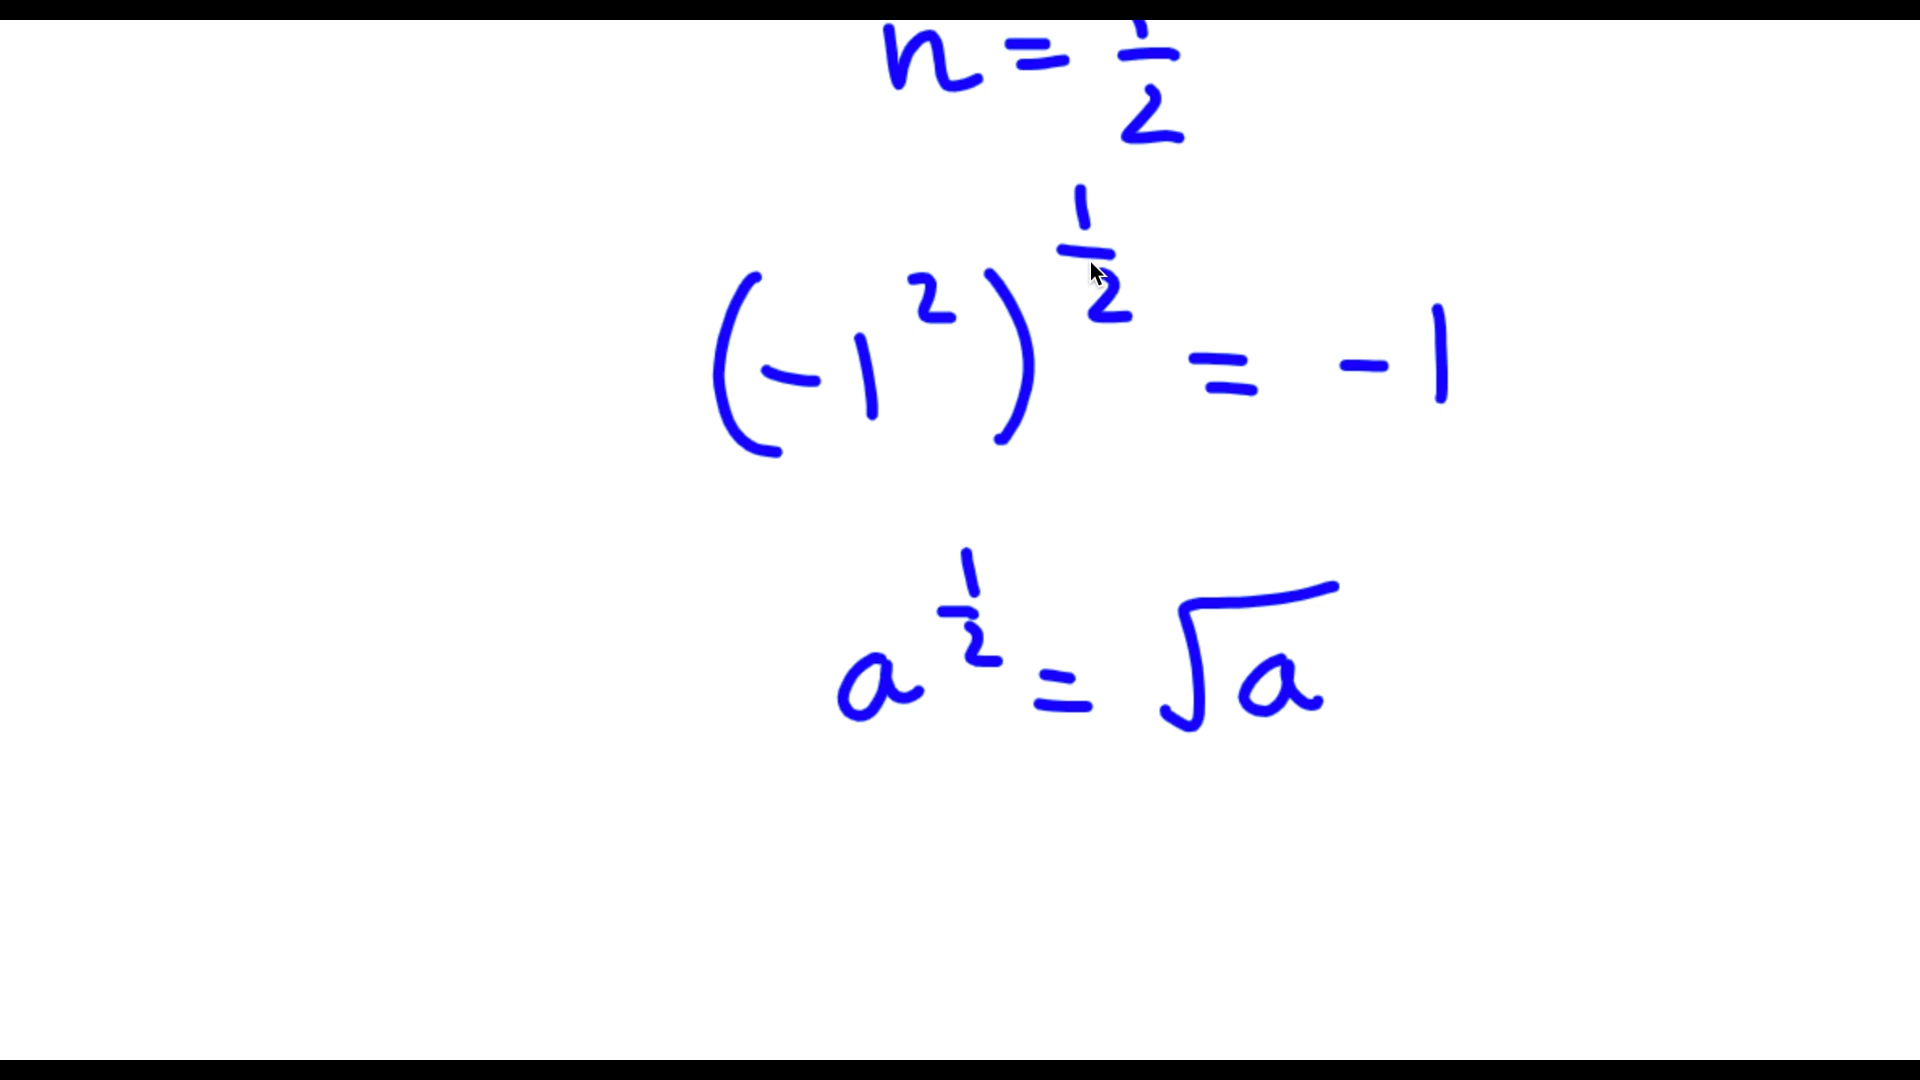 n = 1/2
(-1²)^(1/2) = -1
a^(1/2) = √a